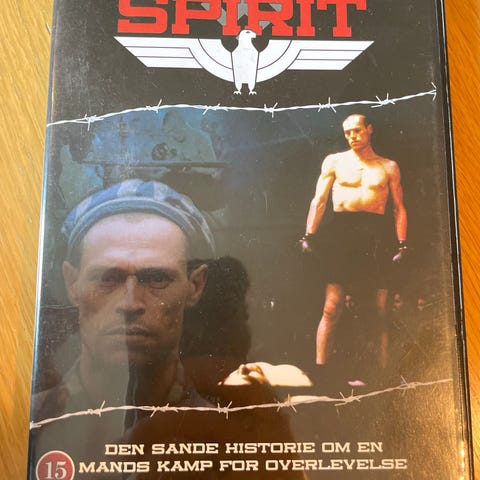 SPIRIT
DEN SANDE HISTORIE OM EN
MANDS KAMP FOR OVERLEVELSE
15